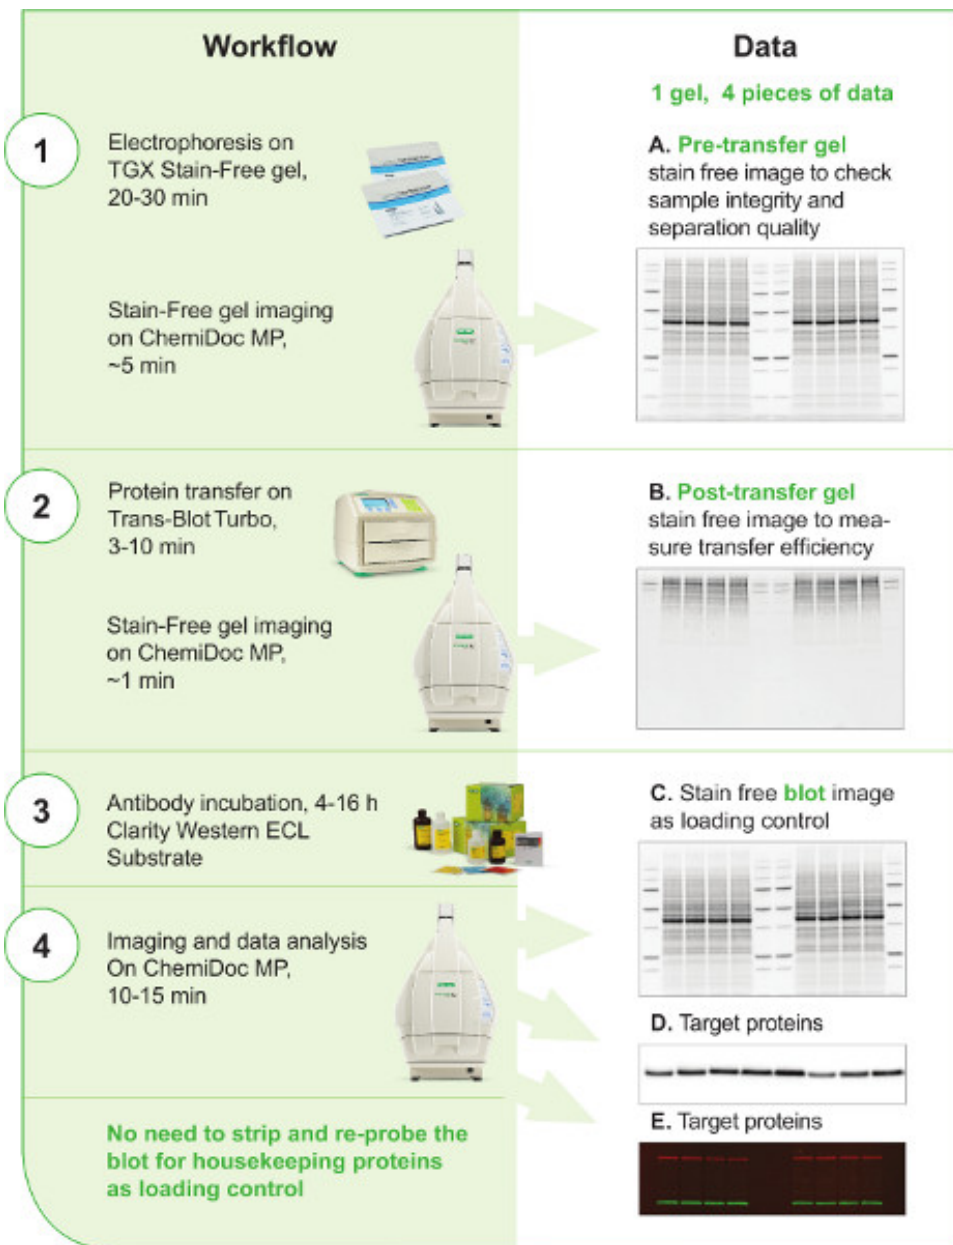 Workflow
Data
1 gel, 4 pieces of data
1
Electrophoresis on
TGX Stain-Free gel,
20-30 min
Stain-Free gel imaging
on ChemiDoc MP,
~5 min
A. Pre-transfer gel
stain free image to check
sample integrity and
separation quality
2
Protein transfer on
Trans-Blot Turbo,
3-10 min
Stain-Free gel imaging
on ChemiDoc MP,
~1 min
B. Post-transfer gel
stain free image to mea-
sure transfer efficiency
3
Antibody incubation, 4-16 h
Clarity Western ECL
Substrate
4
Imaging and data analysis
On ChemiDoc MP,
10-15 min
No need to strip and re-probe the
blot for housekeeping proteins
as loading control
C. Stain free blot image
as loading control
D. Target proteins
E. Target proteins